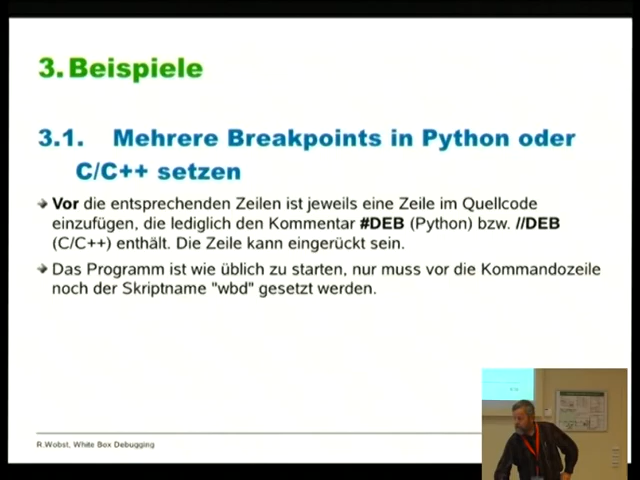 3. Beispiele
3.1. Mehrere Breakpoints in Python oder
C/C++ setzen
Vor die entsprechenden Zeilen ist jeweils eine Zeile im Quellcode
einzufügen, die lediglich den Kommentar #DEB (Python) bzw. //DEB
(C/C++) enthält. Die Zeile kann eingerückt sein.
Das Programm ist wie üblich zu starten, nur muss vor die Kommandozeile
noch der Skriptname "wbd" gesetzt werden.
R.Wobst, White Box Debugging